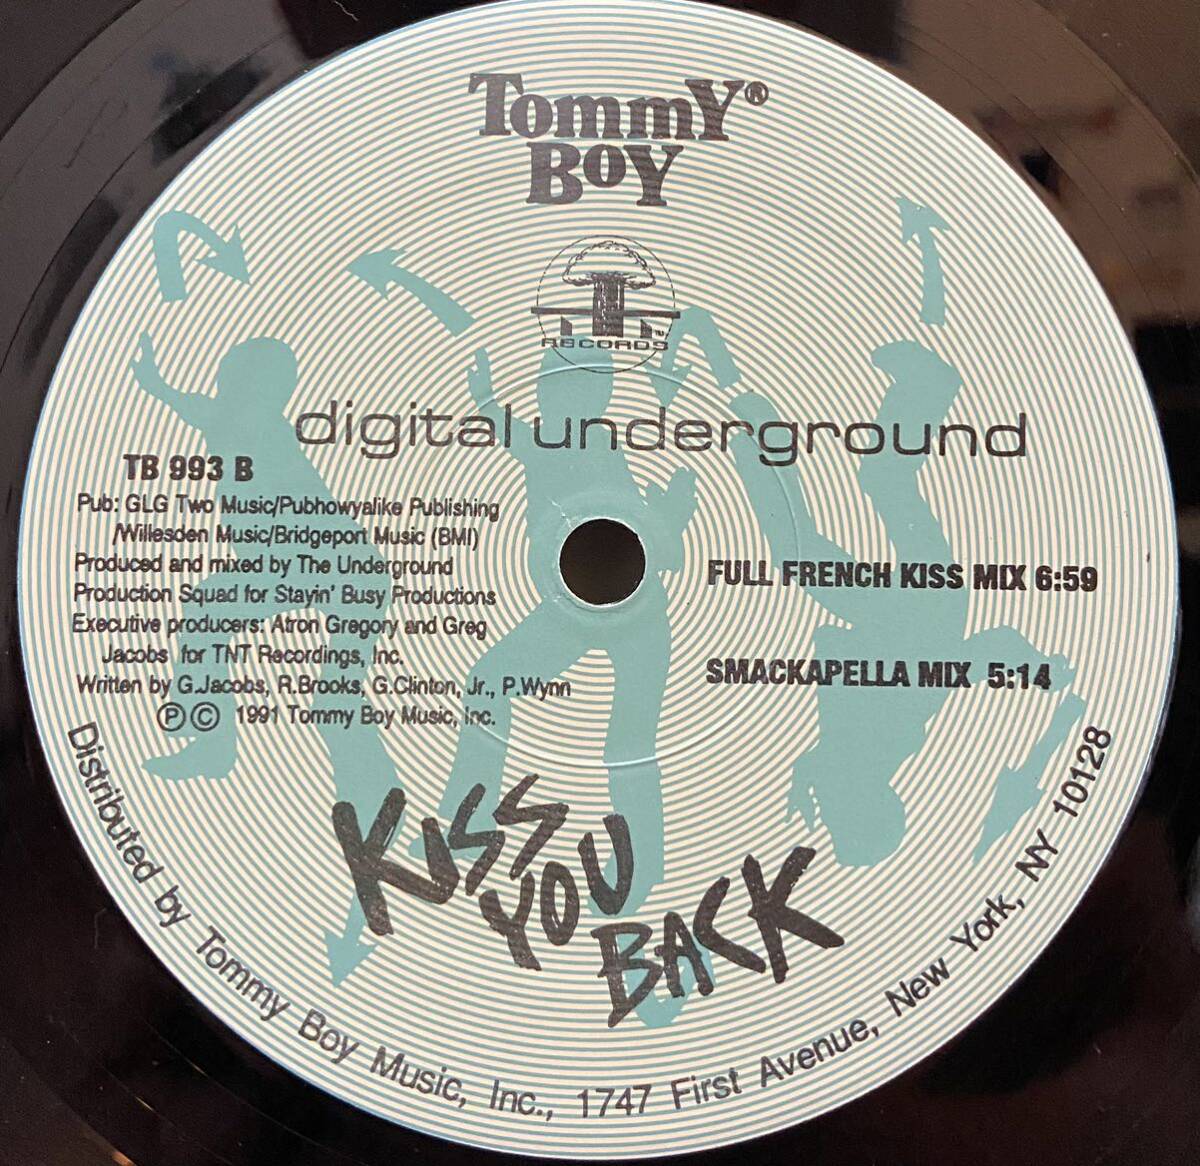 TommY®
BoY
TNT™
RECORDS
digital underground
TB 993 B
Pub: GLG Two Music/Pubhowyalike Publishing
/Willesden Music/Bridgeport Music (BMI)
Produced and mixed by The Underground
Production Squad for Stayin' Busy Productions
Executive producers: Atron Gregory and Greg
Jacobs for TNT Recordings, Inc.
Written by G.Jacobs, R.Brooks, G.Clinton, Jr., P.Wynn
ⓅⒸ 1991 Tommy Boy Music, Inc.
FULL FRENCH KISS MIX 6:59
SMACKAPELLA MIX 5:14
KISS
YOU
BACK
Distributed by Tommy Boy Music, Inc., 1747 First Avenue, New York, NY 10128